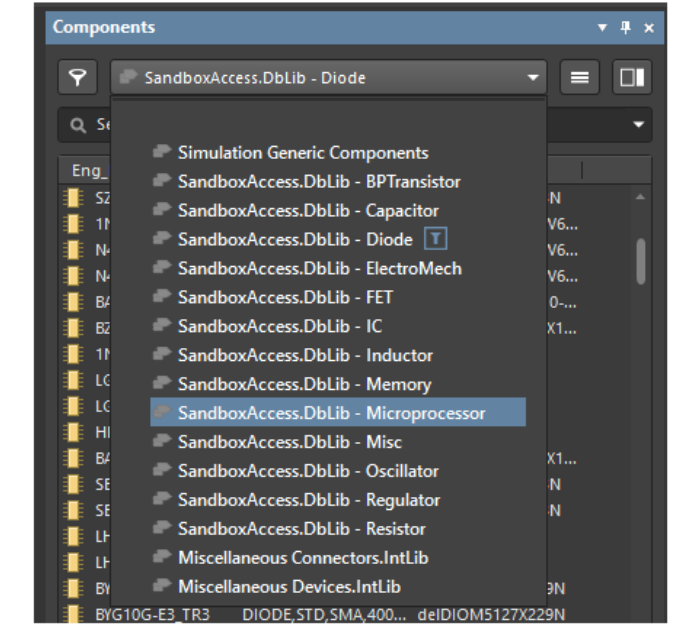 Components
SandboxAccess.DbLib - Diode
Eng_
Simulation Generic Components
SandboxAccess.DbLib - BPTransistor
SandboxAccess.DbLib - Capacitor
SandboxAccess.DbLib - Diode T
SandboxAccess.DbLib - ElectroMech
SandboxAccess.DbLib - FET
SandboxAccess.DbLib - IC
SandboxAccess.DbLib - Inductor
SandboxAccess.DbLib - Memory
SandboxAccess.DbLib - Microprocessor
SandboxAccess.DbLib - Misc
SandboxAccess.DbLib - Oscillator
SandboxAccess.DbLib - Regulator
SandboxAccess.DbLib - Resistor
Miscellaneous Connectors.IntLib
Miscellaneous Devices.IntLib
BYG10G-E3_TR3 DIODE,STD,SMA,400... delDIOM5127X229N